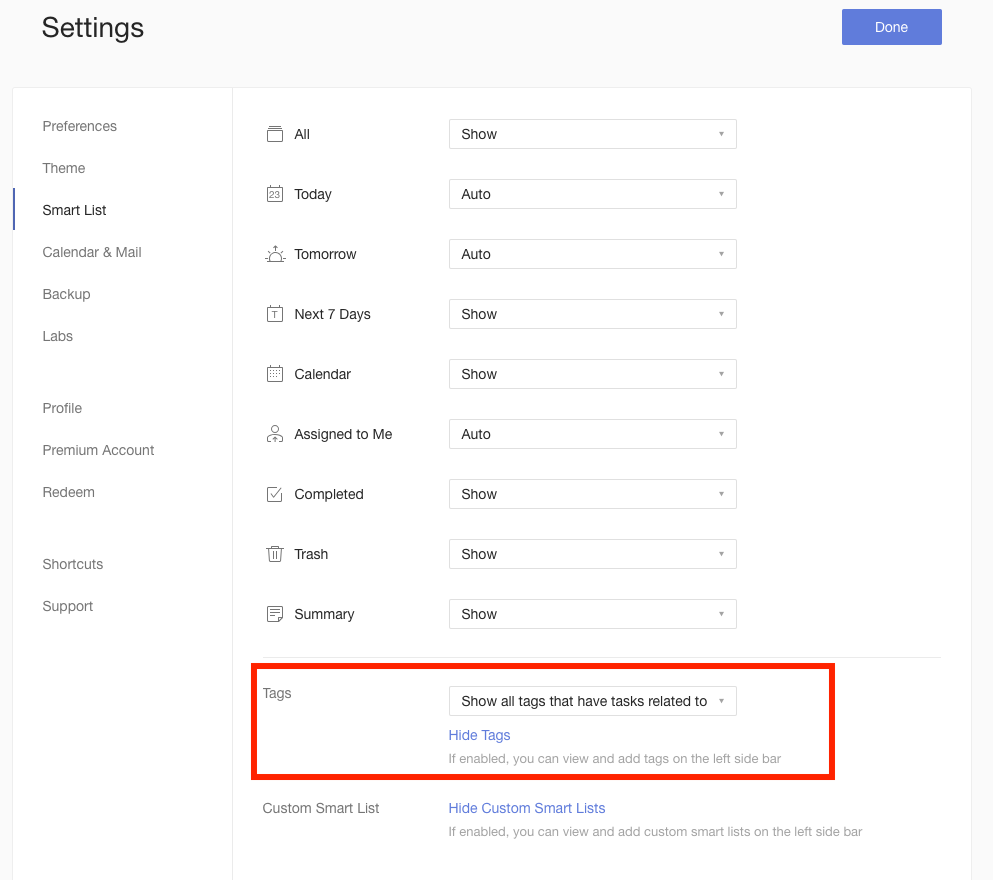 Settings
Done
Preferences
Theme
Smart List
Calendar & Mail
Backup
Labs
Profile
Premium Account
Redeem
Shortcuts
Support
All Show
23 Today Auto
Tomorrow Auto
T Next 7 Days Show
Calendar Show
Assigned to Me Auto
Completed Show
Trash Show
Summary Show
Tags Show all tags that have tasks related to
Hide Tags
If enabled, you can view and add tags on the left side bar
Custom Smart List Hide Custom Smart Lists
If enabled, you can view and add custom smart lists on the left side bar